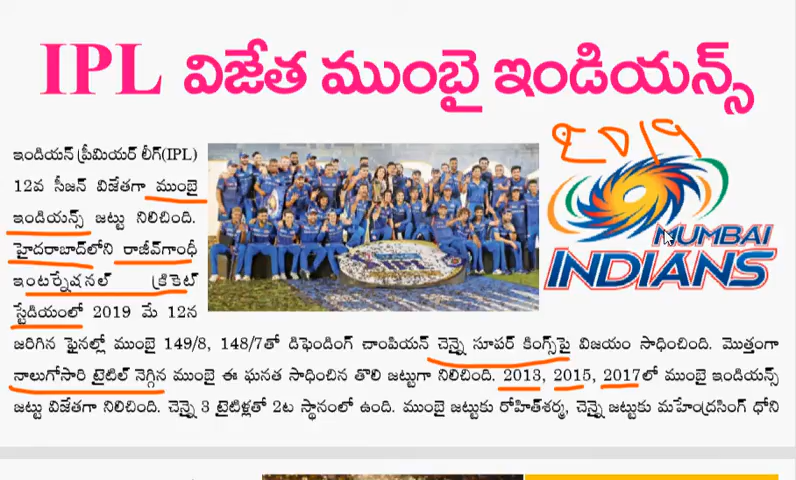 IPL విజేత ముంబై ఇండియన్స్
2019
ఇండియన్ ప్రీమియర్ లీగ్(IPL)
12వ సీజన్ విజేతగా ముంబై
ఇండియన్స్ జట్టు నిలిచింది.
హైదరాబాద్‌లోని రాజీవ్‌గాంధీ
ఇంటర్నేషనల్ క్రికెట్
స్టేడియంలో 2019 మే 12న
MUMBAI
INDIANS
జరిగిన ఫైనల్లో ముంబై 149/8, 148/7తో డిఫెండింగ్ చాంపియన్ చెన్నై సూపర్ కింగ్స్‌పై విజయం సాధించింది. మొత్తంగా
నాలుగోసారి టైటిల్ నెగ్గిన ముంబై ఈ ఘనత సాధించిన తొలి జట్టుగా నిలిచింది. 2013, 2015, 2017లో ముంబై ఇండియన్స్
జట్టు విజేతగా నిలిచింది. చెన్నై 3 టైటిళ్లతో 2ట స్థానంలో ఉంది. ముంబై జట్టుకు రోహిత్‌శర్మ, చెన్నై జట్టుకు మహేంద్రసింగ్ ధోని